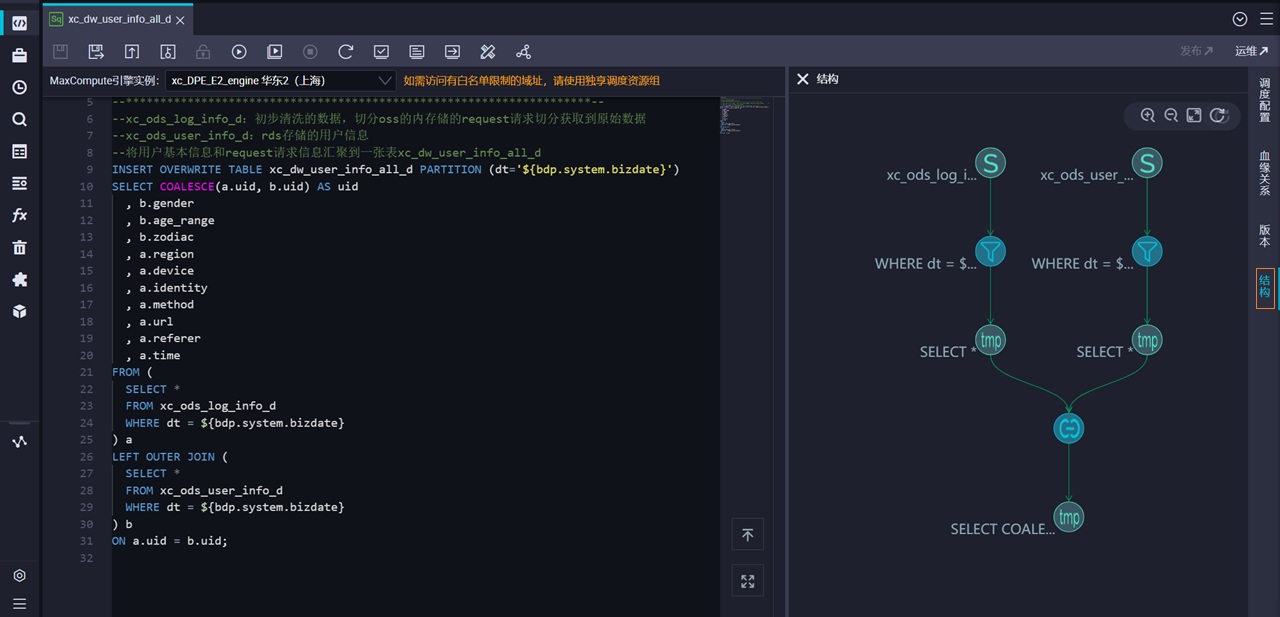 Sq xc_dw_user_info_all_d
发布 运维
MaxCompute引擎实例： xc_DPE_E2_engine 华东2（上海） 如需访问有白名单限制的域址，请使用独享调度资源组
5 --********************************************************************--
6 --xc_ods_log_info_d：初步清洗的数据，切分oss的内存储的request请求切分获取到原始数据
7 --xc_ods_user_info_d：rds存储的用户信息
8 --将用户基本信息和request请求信息汇聚到一张表xc_dw_user_info_all_d
9 INSERT OVERWRITE TABLE xc_dw_user_info_all_d PARTITION (dt='${bdp.system.bizdate}')
10 SELECT COALESCE(a.uid, b.uid) AS uid
11 , b.gender
12 , b.age_range
13 , b.zodiac
14 , a.region
15 , a.device
16 , a.identity
17 , a.method
18 , a.url
19 , a.referer
20 , a.time
21 FROM (
22 SELECT *
23 FROM xc_ods_log_info_d
24 WHERE dt = ${bdp.system.bizdate}
25 ) a
26 LEFT OUTER JOIN (
27 SELECT *
28 FROM xc_ods_user_info_d
29 WHERE dt = ${bdp.system.bizdate}
30 ) b
31 ON a.uid = b.uid;
32
结构
S S
xc_ods_log_i... xc_ods_user_...
WHERE dt = $... WHERE dt = $...
tmp tmp
SELECT * SELECT *
tmp
SELECT COALE...
调度配置
血缘关系
版本
结构